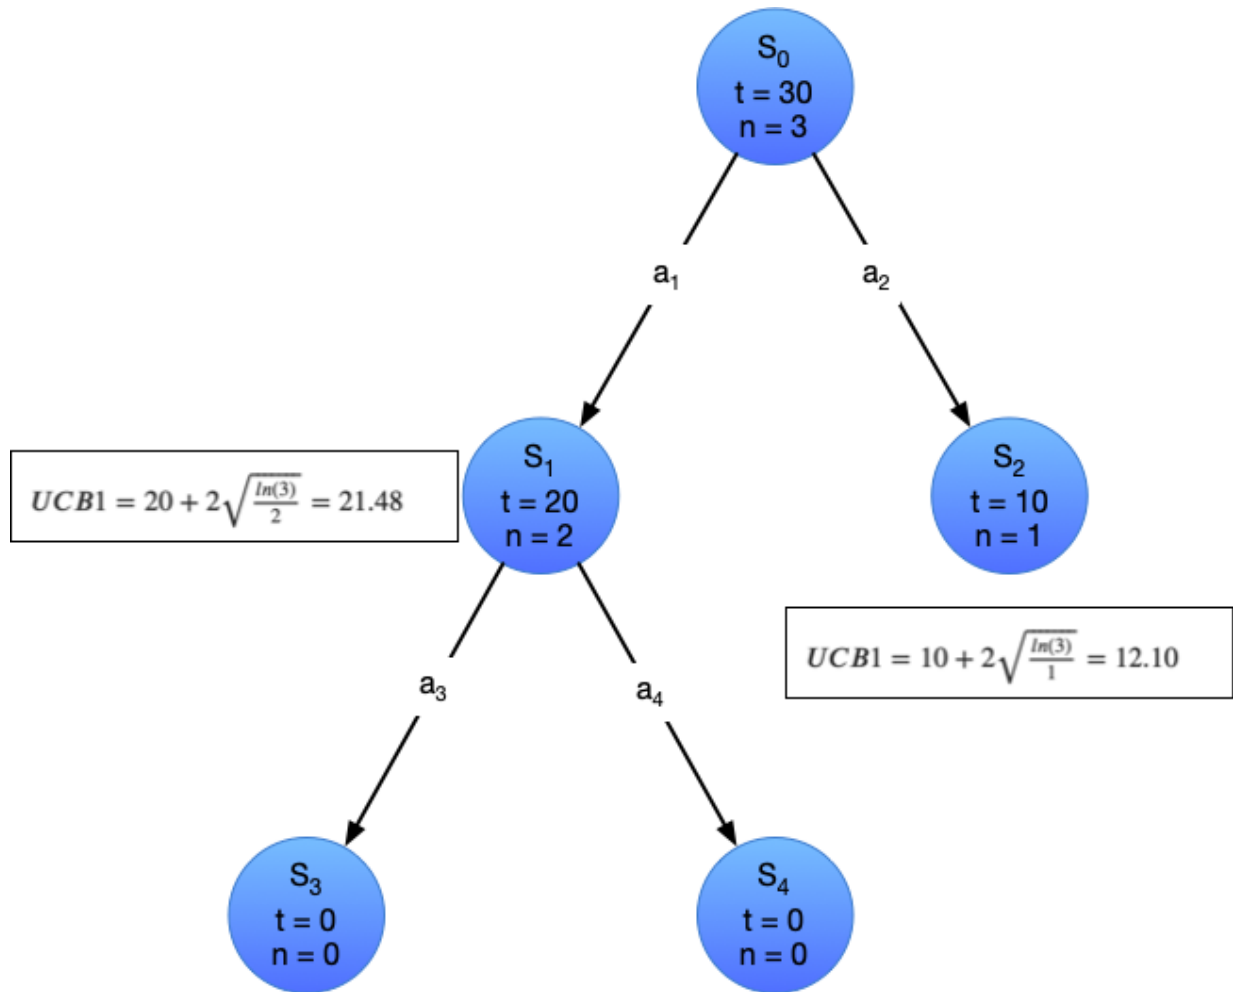 S₀
t = 30
n = 3
a₁
a₂
UCB1 = 20 + 2√(ln(3)/2) = 21.48
S₁
t = 20
n = 2
S₂
t = 10
n = 1
UCB1 = 10 + 2√(ln(3)/1) = 12.10
a₃
a₄
S₃
t = 0
n = 0
S₄
t = 0
n = 0